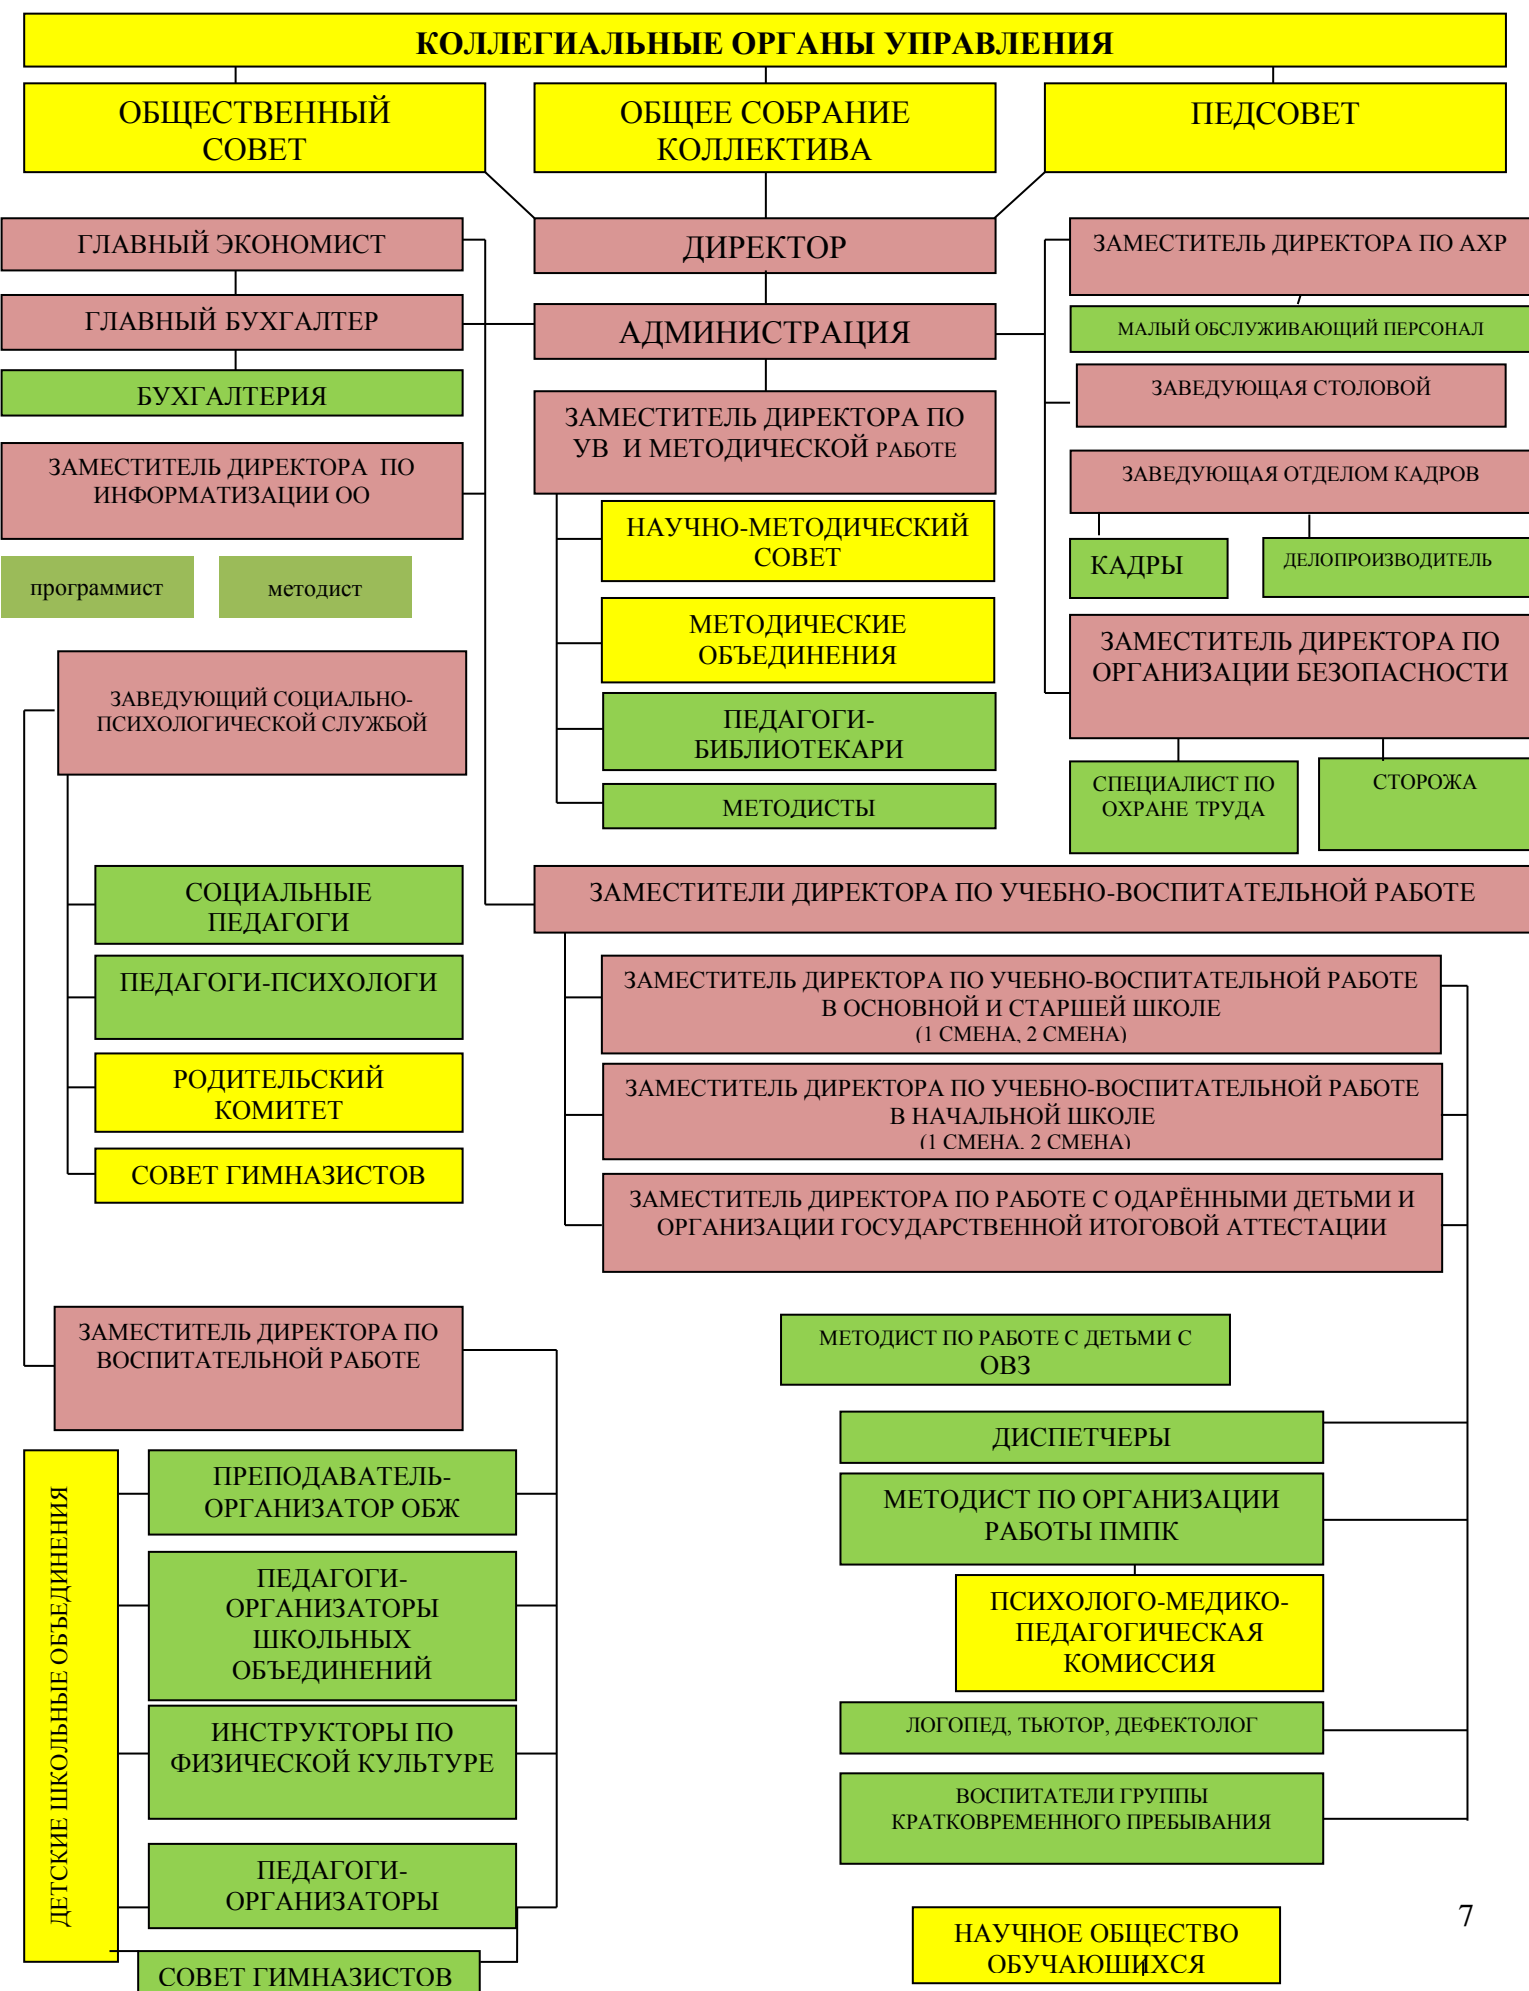 КОЛЛЕГИАЛЬНЫЕ ОРГАНЫ УПРАВЛЕНИЯ
ОБЩЕСТВЕННЫЙ
СОВЕТ
ОБЩЕЕ СОБРАНИЕ
КОЛЛЕКТИВА
ПЕДСОВЕТ
ГЛАВНЫЙ ЭКОНОМИСТ
ДИРЕКТОР
ЗАМЕСТИТЕЛЬ ДИРЕКТОРА ПО АХР
ГЛАВНЫЙ БУХГАЛТЕР
АДМИНИСТРАЦИЯ
МАЛЫЙ ОБСЛУЖИВАЮЩИЙ ПЕРСОНАЛ
БУХГАЛТЕРИЯ
ЗАМЕСТИТЕЛЬ ДИРЕКТОРА ПО
УВ И МЕТОДИЧЕСКОЙ РАБОТЕ
ЗАВЕДУЮЩАЯ СТОЛОВОЙ
ЗАМЕСТИТЕЛЬ ДИРЕКТОРА ПО
ИНФОРМАТИЗАЦИИ ОО
ЗАВЕДУЮЩАЯ ОТДЕЛОМ КАДРОВ
НАУЧНО-МЕТОДИЧЕСКИЙ
СОВЕТ
КАДРЫ
ДЕЛОПРОИЗВОДИТЕЛЬ
программист
методист
МЕТОДИЧЕСКИЕ
ОБЪЕДИНЕНИЯ
ЗАМЕСТИТЕЛЬ ДИРЕКТОРА ПО
ОРГАНИЗАЦИИ БЕЗОПАСНОСТИ
ЗАВЕДУЮЩИЙ СОЦИАЛЬНО-
ПСИХОЛОГИЧЕСКОЙ СЛУЖБОЙ
ПЕДАГОГИ-
БИБЛИОТЕКАРИ
МЕТОДИСТЫ
СПЕЦИАЛИСТ ПО
ОХРАНЕ ТРУДА
СТОРОЖА
СОЦИАЛЬНЫЕ
ПЕДАГОГИ
ЗАМЕСТИТЕЛИ ДИРЕКТОРА ПО УЧЕБНО-ВОСПИТАТЕЛЬНОЙ РАБОТЕ
ПЕДАГОГИ-ПСИХОЛОГИ
ЗАМЕСТИТЕЛЬ ДИРЕКТОРА ПО УЧЕБНО-ВОСПИТАТЕЛЬНОЙ РАБОТЕ
В ОСНОВНОЙ И СТАРШЕЙ ШКОЛЕ
(1 СМЕНА, 2 СМЕНА)
РОДИТЕЛЬСКИЙ
КОМИТЕТ
ЗАМЕСТИТЕЛЬ ДИРЕКТОРА ПО УЧЕБНО-ВОСПИТАТЕЛЬНОЙ РАБОТЕ
В НАЧАЛЬНОЙ ШКОЛЕ
(1 СМЕНА, 2 СМЕНА)
СОВЕТ ГИМНАЗИСТОВ
ЗАМЕСТИТЕЛЬ ДИРЕКТОРА ПО РАБОТЕ С ОДАРЁННЫМИ ДЕТЬМИ И
ОРГАНИЗАЦИИ ГОСУДАРСТВЕННОЙ ИТОГОВОЙ АТТЕСТАЦИИ
ЗАМЕСТИТЕЛЬ ДИРЕКТОРА ПО
ВОСПИТАТЕЛЬНОЙ РАБОТЕ
МЕТОДИСТ ПО РАБОТЕ С ДЕТЬМИ С
ОВЗ
ДЕТСКИЕ ШКОЛЬНЫЕ ОБЪЕДИНЕНИЯ
ПРЕПОДАВАТЕЛЬ-
ОРГАНИЗАТОР ОБЖ
ПЕДАГОГИ-
ОРГАНИЗАТОРЫ
ШКОЛЬНЫХ
ОБЪЕДИНЕНИЙ
ИНСТРУКТОРЫ ПО
ФИЗИЧЕСКОЙ КУЛЬТУРЕ
ПЕДАГОГИ-
ОРГАНИЗАТОРЫ
СОВЕТ ГИМНАЗИСТОВ
ДИСПЕТЧЕРЫ
МЕТОДИСТ ПО ОРГАНИЗАЦИИ
РАБОТЫ ПМПК
ПСИХОЛОГО-МЕДИКО-
ПЕДАГОГИЧЕСКАЯ
КОМИССИЯ
ЛОГОПЕД, ТЬЮТОР, ДЕФЕКТОЛОГ
ВОСПИТАТЕЛИ ГРУППЫ
КРАТКОВРЕМЕННОГО ПРЕБЫВАНИЯ
НАУЧНОЕ ОБЩЕСТВО
ОБУЧАЮЩИХСЯ
7